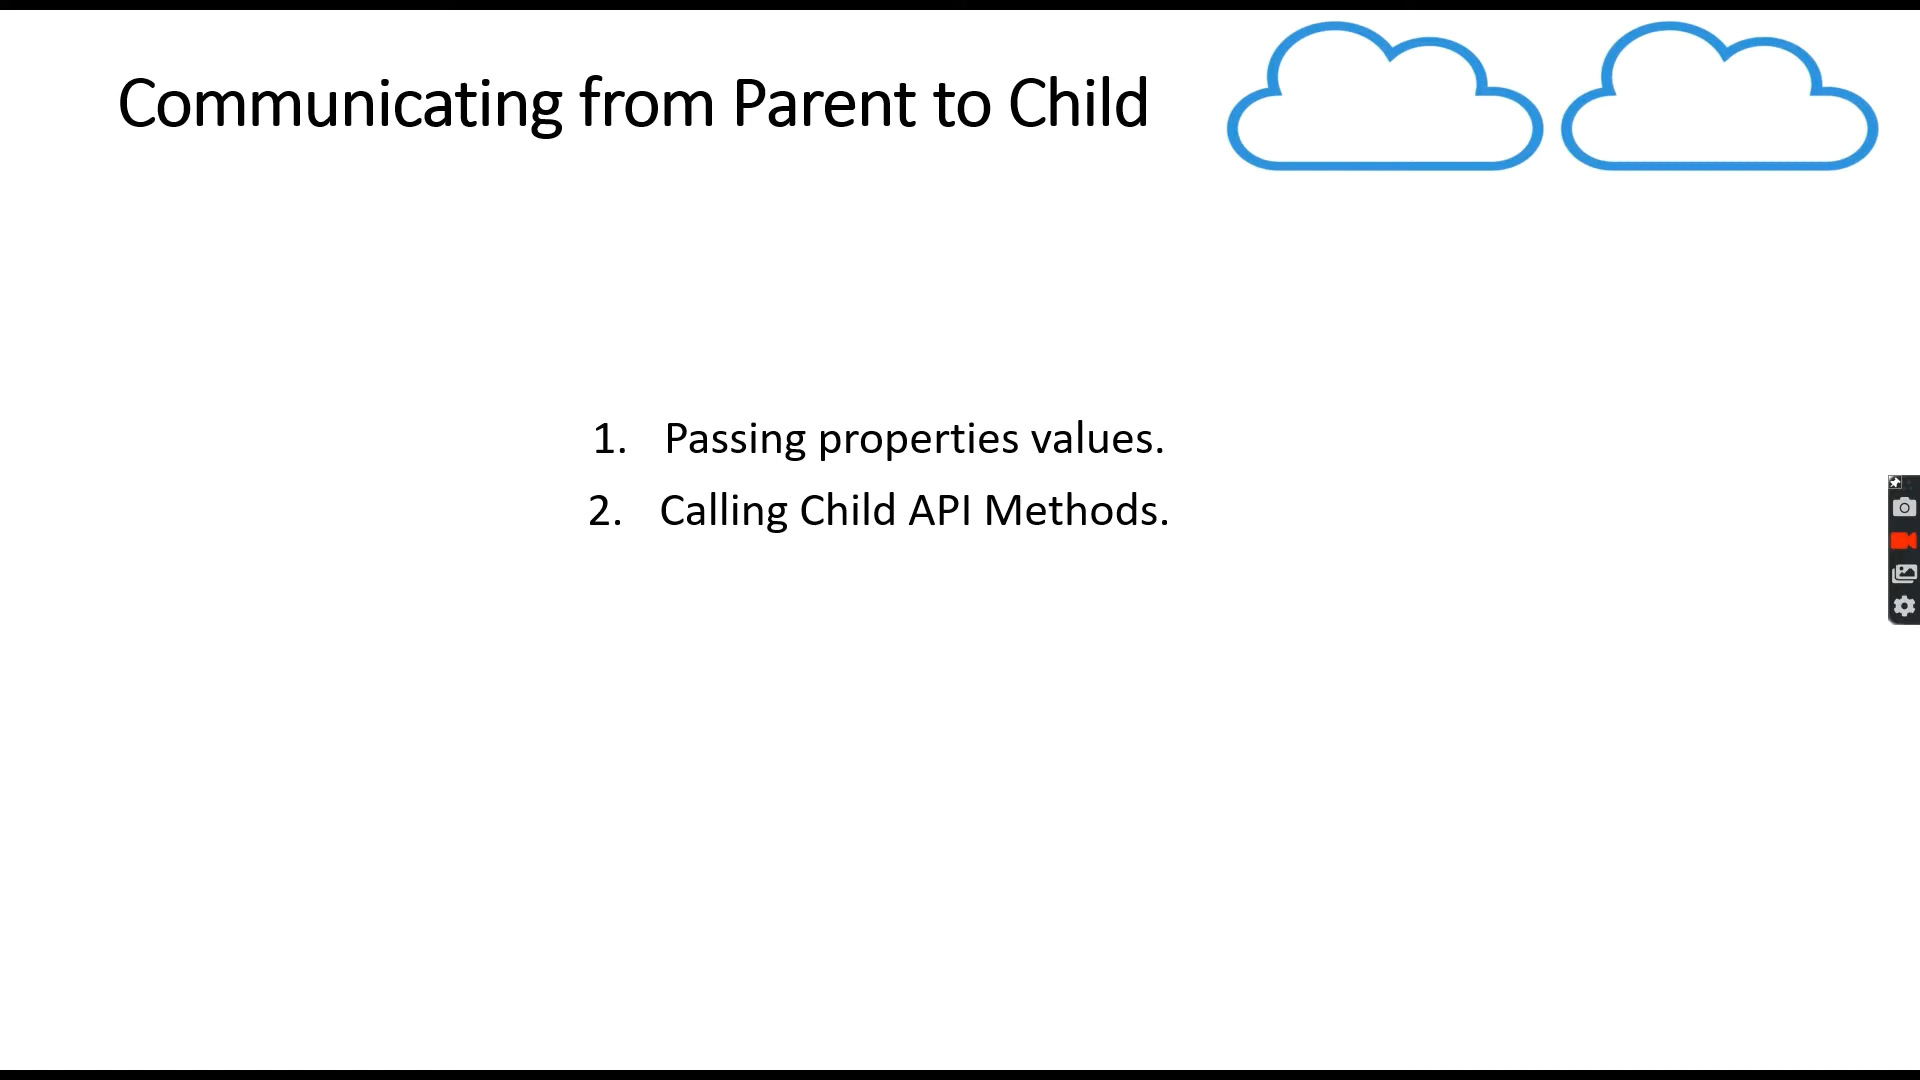 Communicating from Parent to Child
1. Passing properties values.
2. Calling Child API Methods.